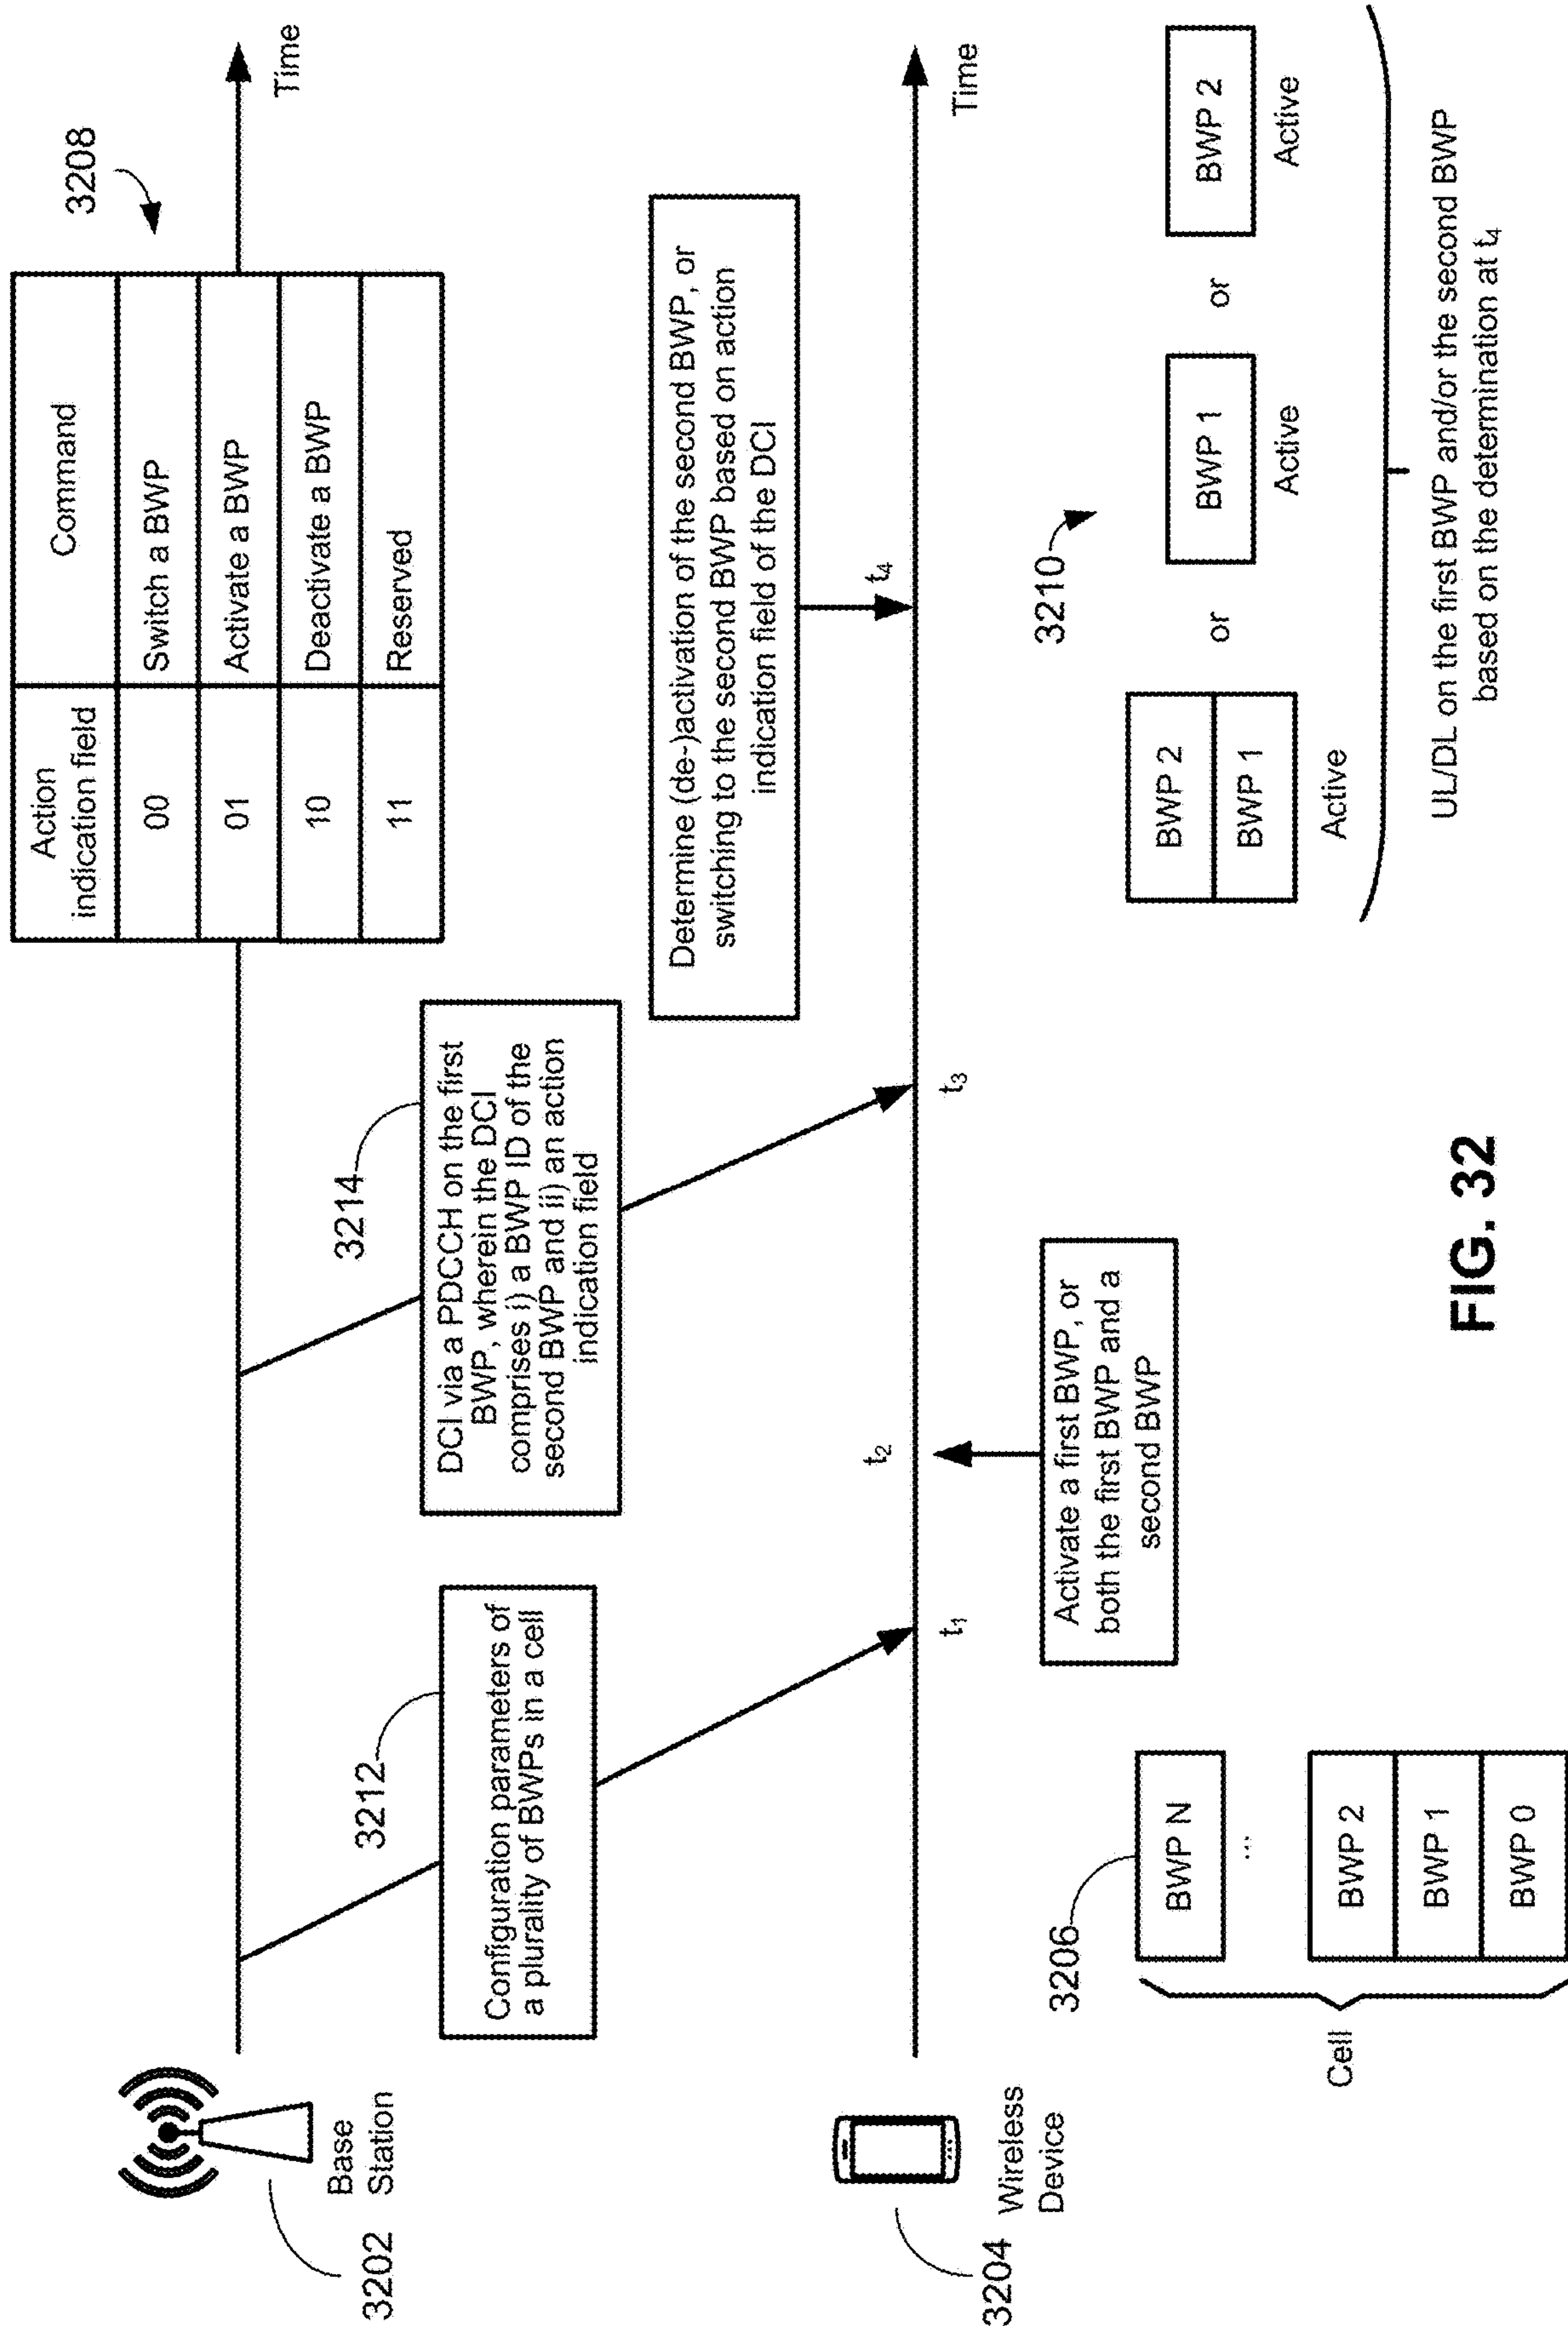 3202
Base
Station
3212
Configuration parameters of
a plurality of BWPs in a cell
3214
DCI via a PDCCH on the first
BWP, wherein the DCI
comprises i) a BWP ID of the
second BWP and ii) an action
indication field
Action
indication field
Command
00
Switch a BWP
01
Activate a BWP
10
Deactivate a BWP
11
Reserved
3208
Time
3204
Wireless
Device
t1
t2
t3
t4
Determine (de-)activation of the second BWP, or
switching to the second BWP based on action
indication field of the DCI
Time
Activate a first BWP, or
both the first BWP and a
second BWP
3206
Cell
BWP N
...
BWP 2
BWP 1
BWP 0
3210
BWP 2
BWP 1
Active
or
BWP 1
Active
or
BWP 2
Active
UL/DL on the first BWP and/or the second BWP
based on the determination at t4
FIG. 32